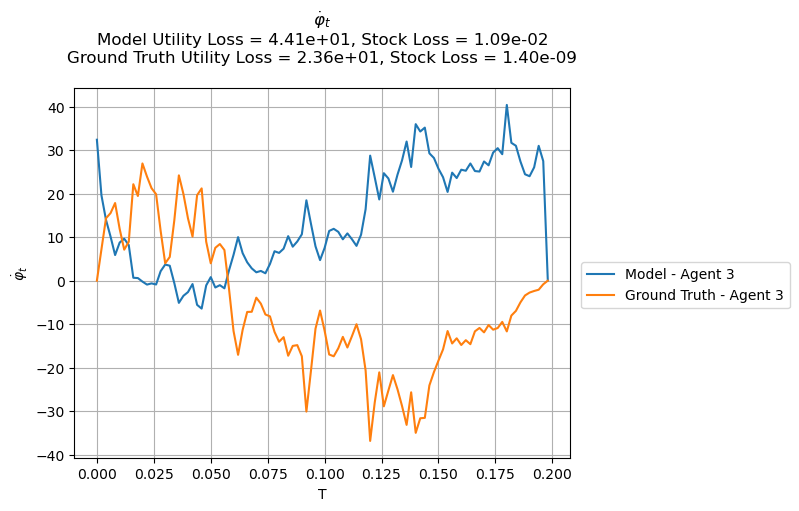 φ̇ₜ
Model Utility Loss = 4.41e+01, Stock Loss = 1.09e-02
Ground Truth Utility Loss = 2.36e+01, Stock Loss = 1.40e-09
40
30
20
10
0
−10
−20
−30
−40
φ̇ₜ
0.000 0.025 0.050 0.075 0.100 0.125 0.150 0.175 0.200
T
Model - Agent 3
Ground Truth - Agent 3